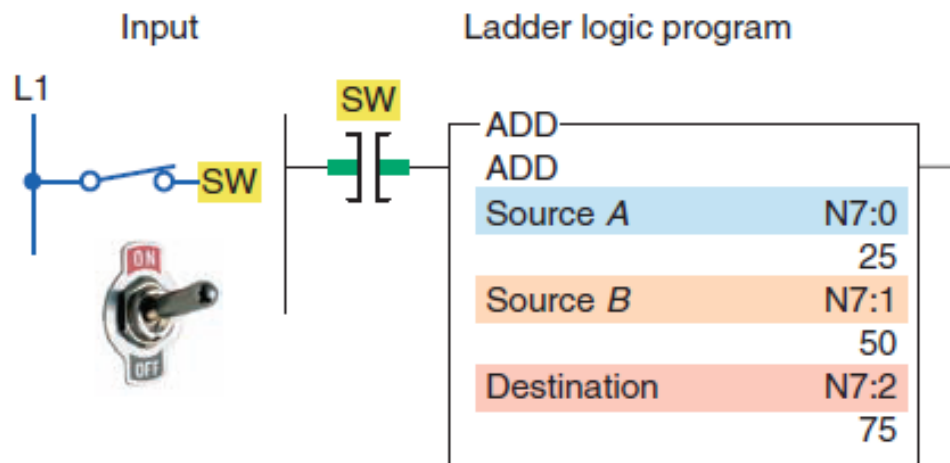 Input
Ladder logic program
L1
SW
SW
ON
OFF
ADD
ADD
Source A N7:0
25
Source B N7:1
50
Destination N7:2
75